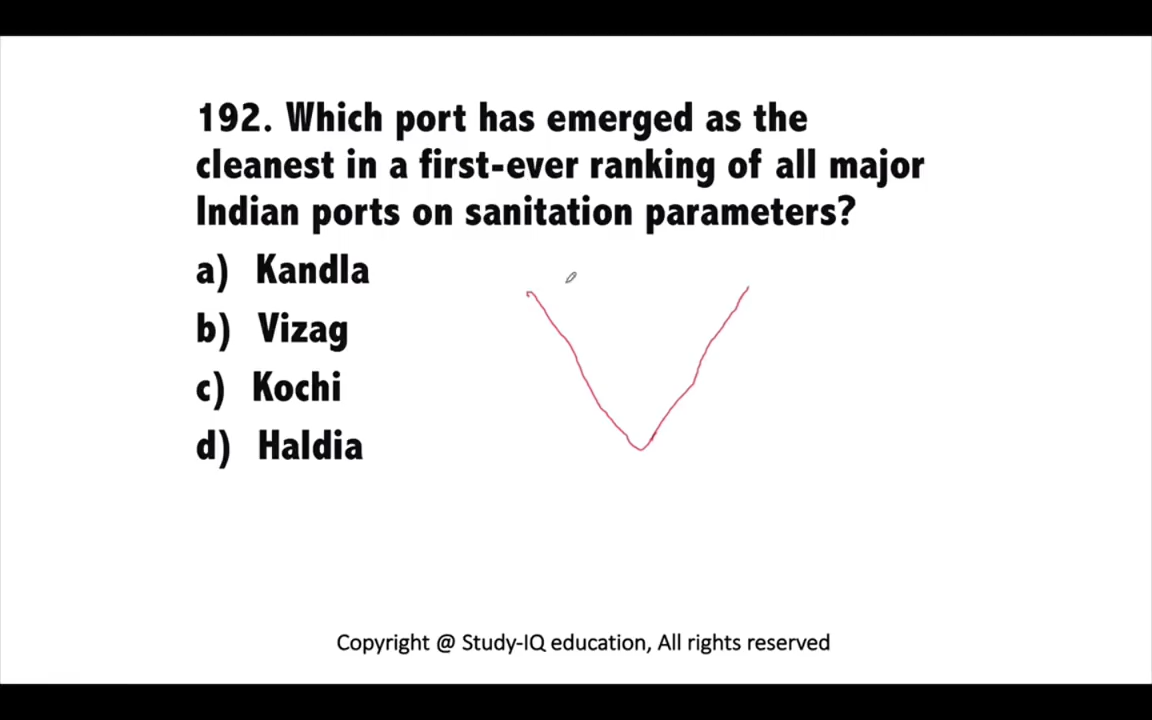 192. Which port has emerged as the
cleanest in a first-ever ranking of all major
Indian ports on sanitation parameters?
a) Kandla
b) Vizag
c) Kochi
d) Haldia
Copyright @ Study-IQ education, All rights reserved